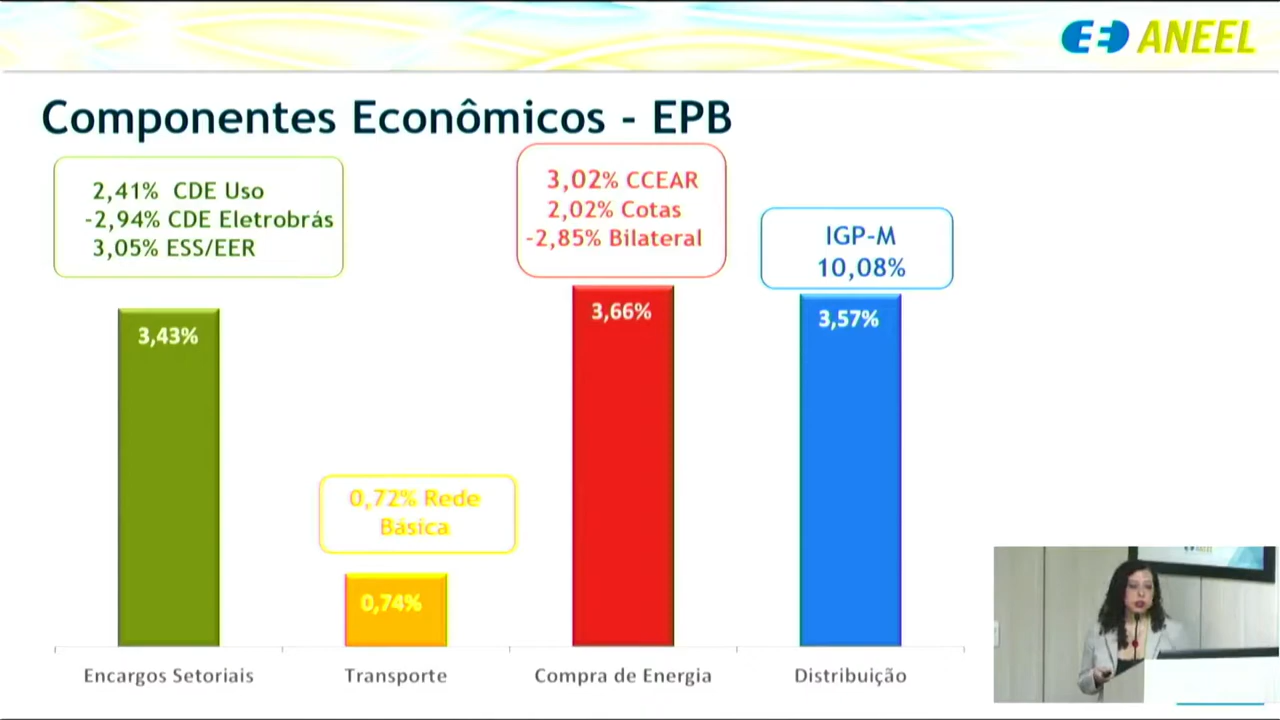 ANEEL
Componentes Econômicos - EPB
2,41% CDE Uso
-2,94% CDE Eletrobrás
3,05% ESS/EER
3,02% CCEAR
2,02% Cotas
-2,85% Bilateral
IGP-M
10,08%
3,43%
3,66%
3,57%
0,72% Rede
Básica
0,74%
Encargos Setoriais
Transporte
Compra de Energia
Distribuição
ANEEL